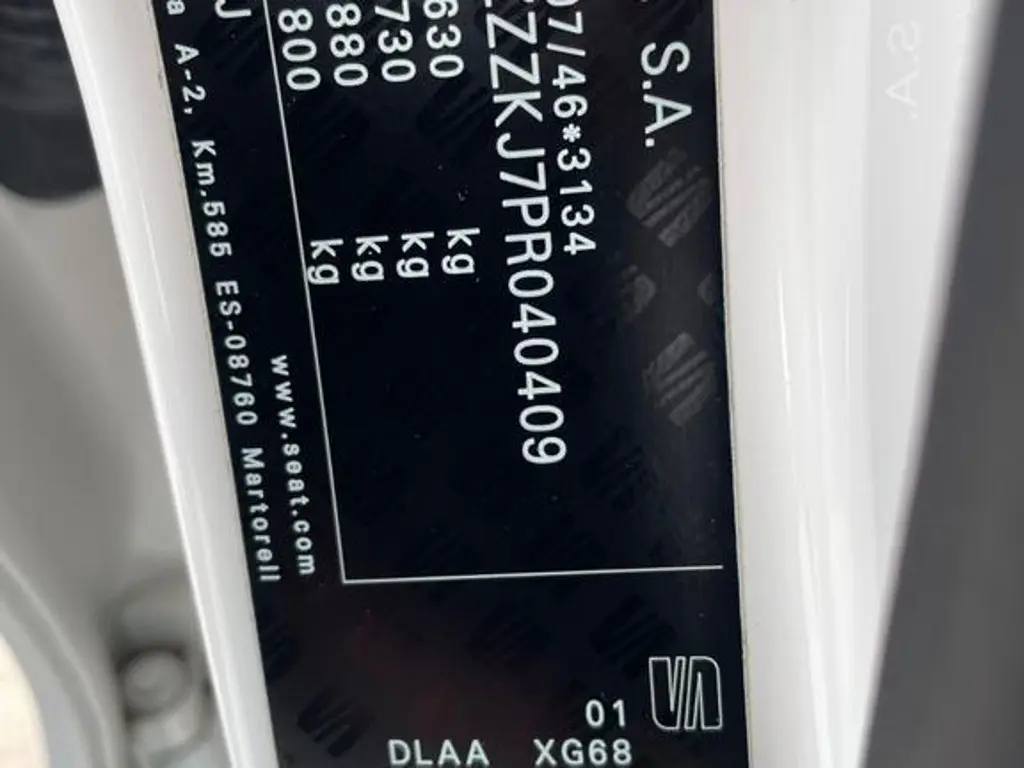 S.A.
07/46*3134
ZZZKJ7PR040409
630 kg
730 kg
880 kg
800 kg
www.seat.com
a A-2, Km.585 ES-08760 Martorell
01
DLAA XG68